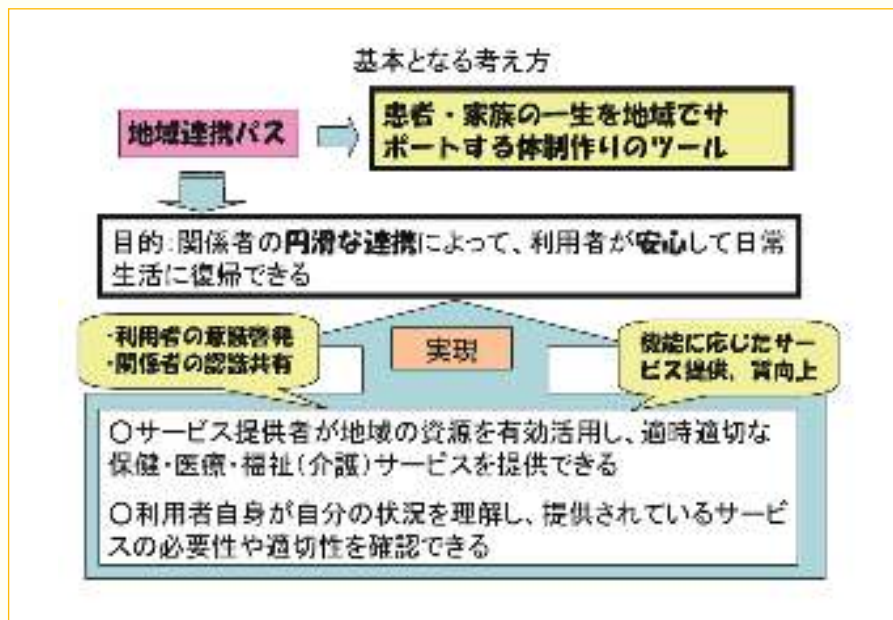 基本となる考え方
地域連携パス
患者・家族の一生を地域でサ
ポートする体制作りのツール
目的:関係者の円滑な連携によって、利用者が安心して日常
生活に復帰できる
・利用者の意識啓発
・関係者の認識共有
実現
機能に応じたサー
ビス提供，質向上
〇サービス提供者が地域の資源を有効活用し、適時適切な
保健・医療・福祉(介護)サービスを提供できる
〇利用者自身が自分の状況を理解し、提供されているサービ
スの必要性や適切性を確認できる